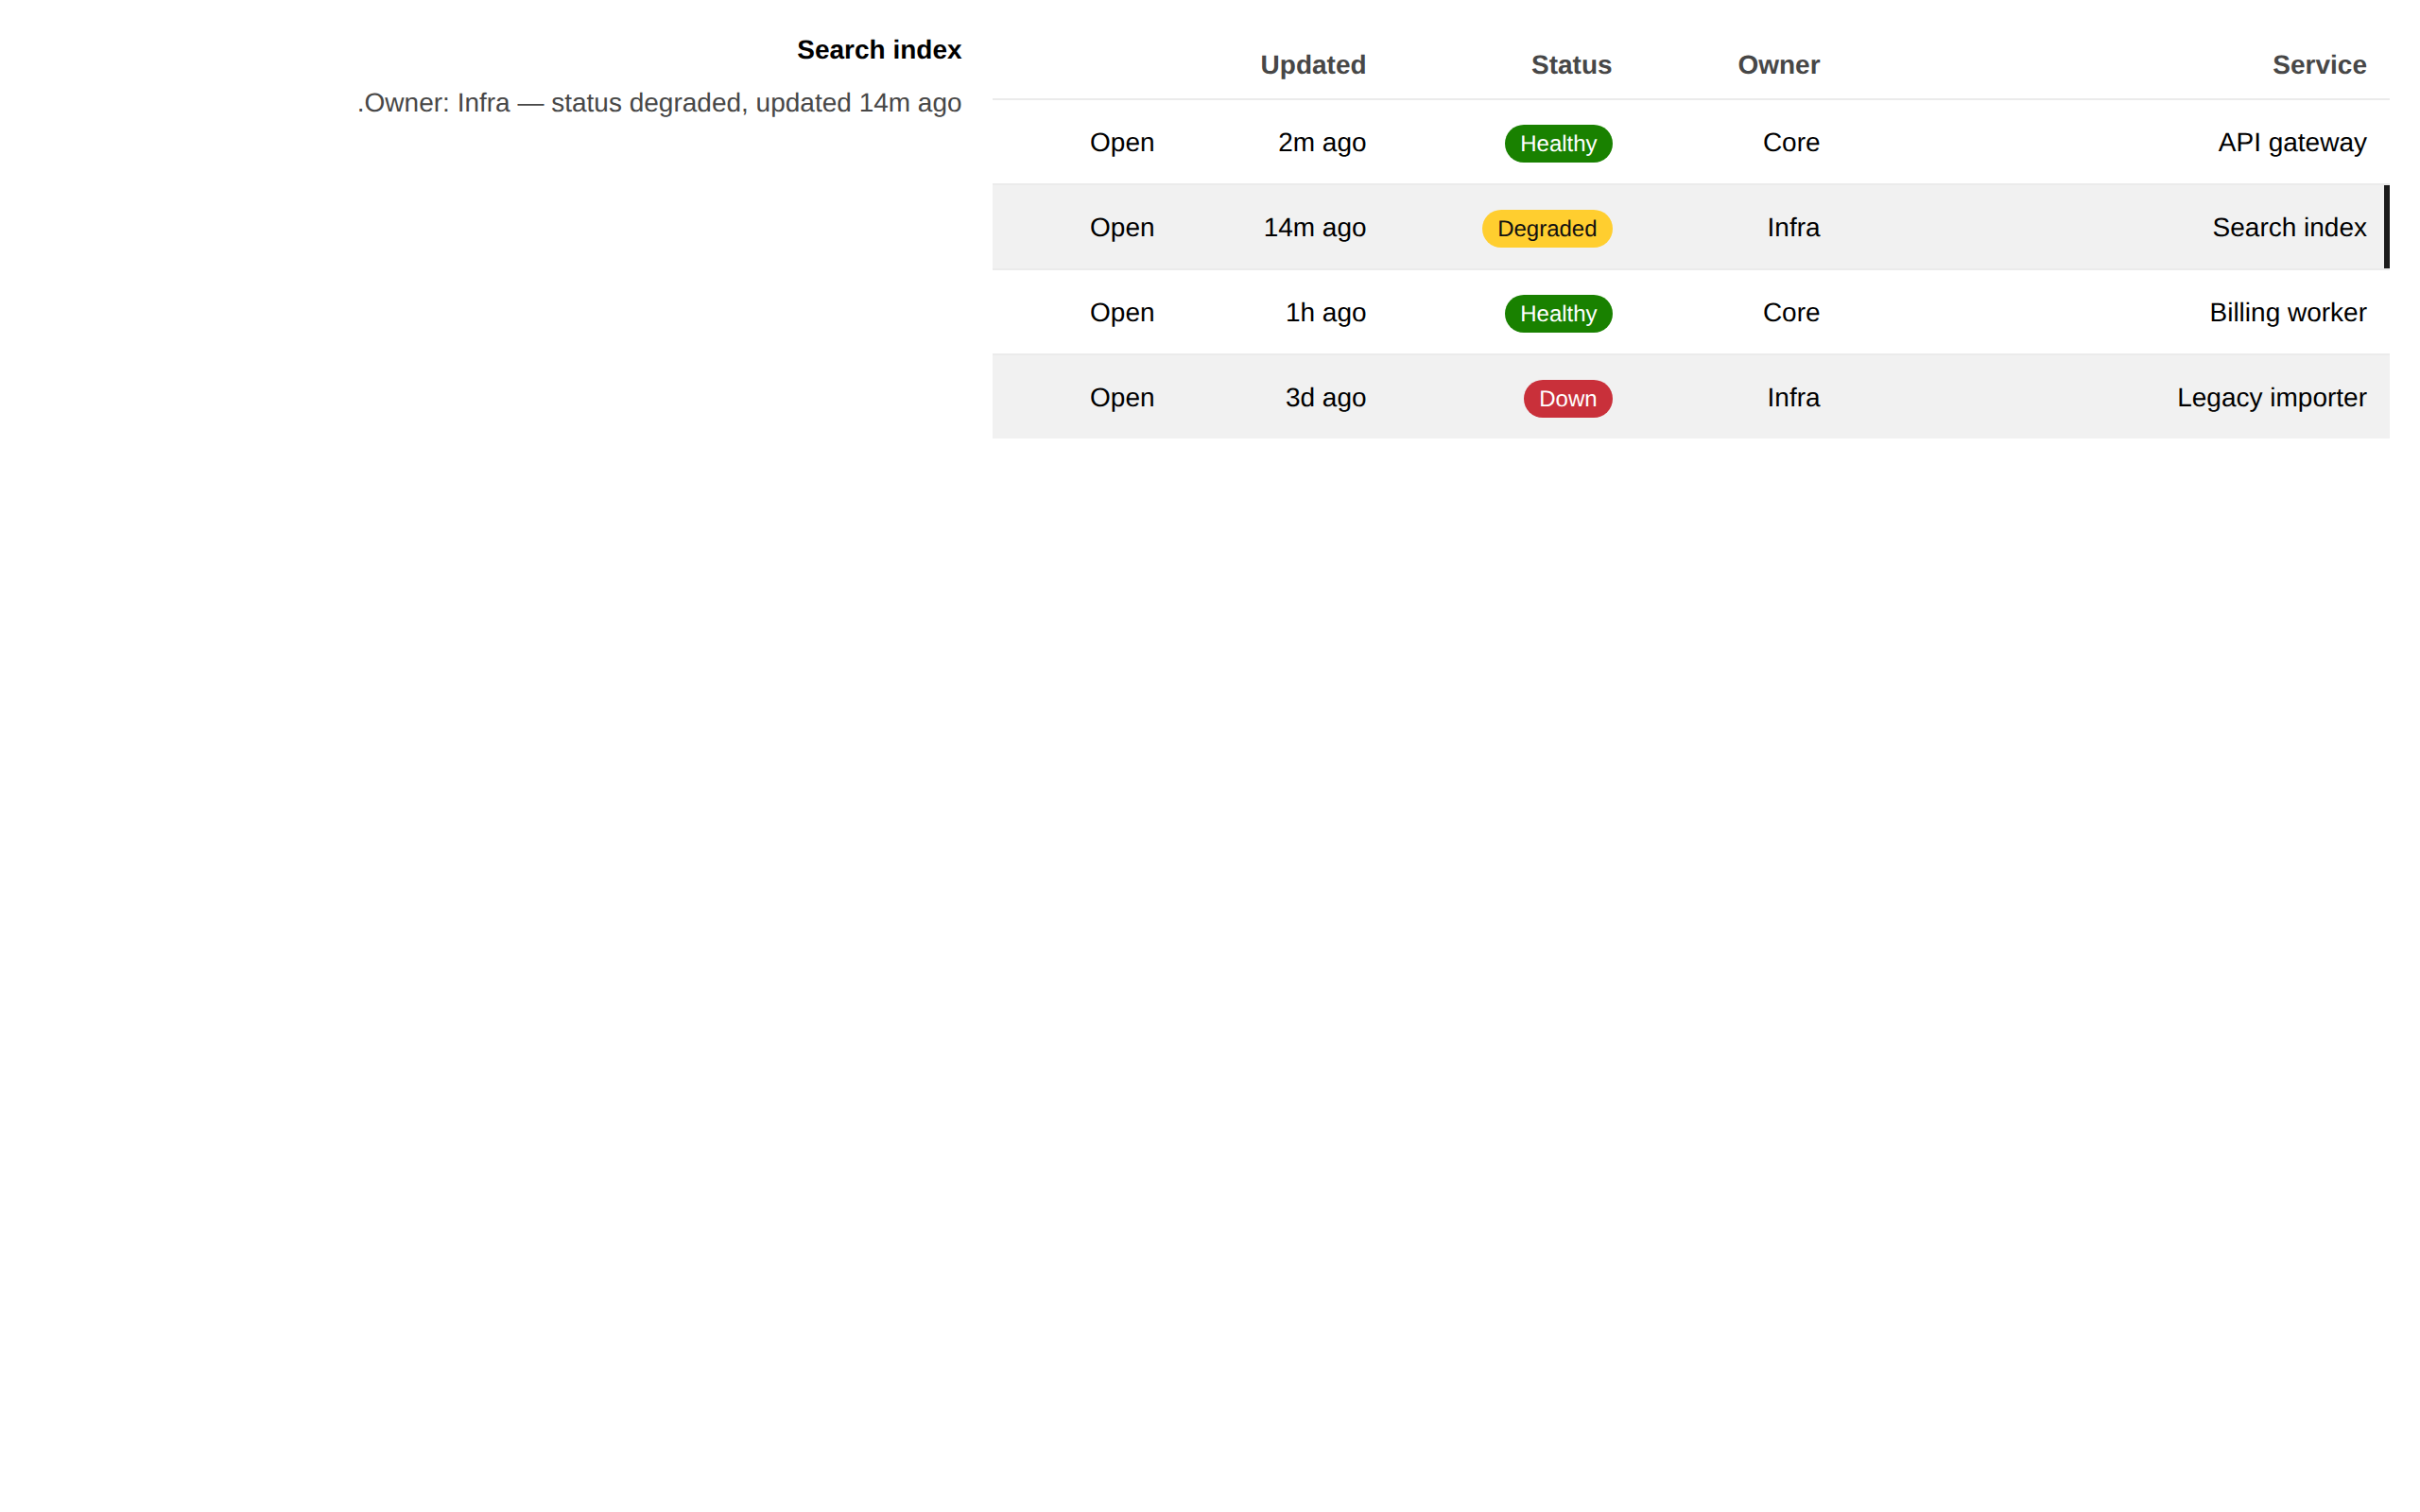 Service Owner Status Updated
API gateway Core Healthy 2m ago Open
Search index Infra Degraded 14m ago Open
Billing worker Core Healthy 1h ago Open
Legacy importer Infra Down 3d ago Open
Search index
.Owner: Infra — status degraded, updated 14m ago